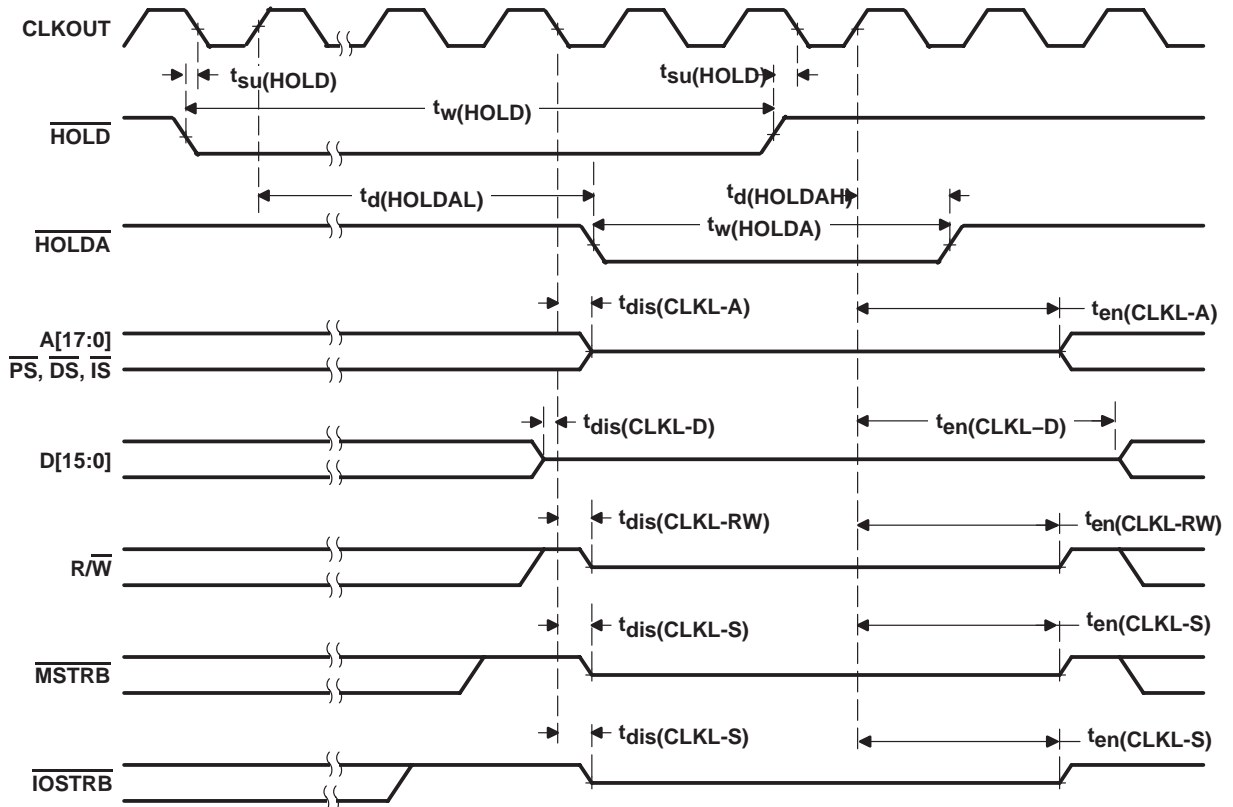 CLKOUT
tsu(HOLD)
tsu(HOLD)
tw(HOLD)
HOLD
td(HOLDAL)
td(HOLDAH)
tw(HOLDA)
HOLDA
tdis(CLKL-A)
ten(CLKL-A)
A[17:0]
PS, DS, IS
tdis(CLKL-D)
ten(CLKL–D)
D[15:0]
tdis(CLKL-RW)
ten(CLKL-RW)
R/W
tdis(CLKL-S)
ten(CLKL-S)
MSTRB
tdis(CLKL-S)
ten(CLKL-S)
IOSTRB